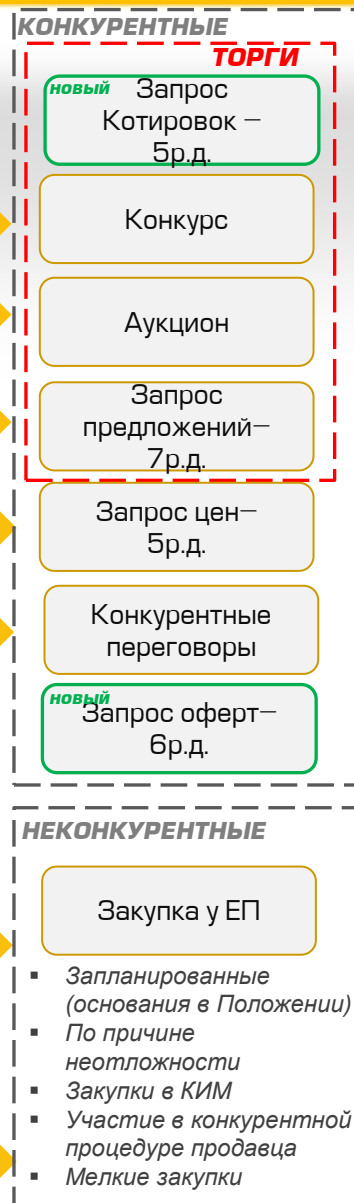 КОНКУРЕНТНЫЕ
ТОРГИ
новый
Запрос
Котировок –
5р.д.
Конкурс
Аукцион
Запрос
предложений–
7р.д.
Запрос цен–
5р.д.
Конкурентные
переговоры
новый
Запрос оферт–
6р.д.
НЕКОНКУРЕНТНЫЕ
Закупка у ЕП
▪ Запланированные
(основания в Положении)
▪ По причине
неотложности
▪ Закупки в КИМ
▪ Участие в конкурентной
процедуре продавца
▪ Мелкие закупки